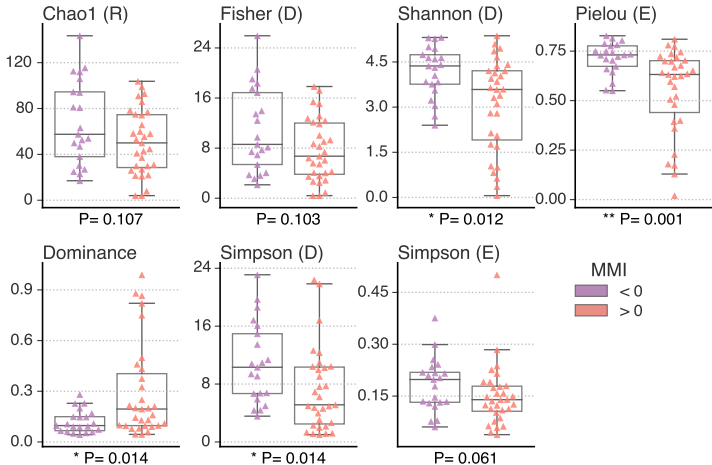 Chao1 (R)
Fisher (D)
Shannon (D)
Pielou (E)
120
80
40
0
24
16
8
0
4.5
3.0
1.5
0.0
0.75
0.50
0.25
0.00
P= 0.107
P= 0.103
* P= 0.012
** P= 0.001
Dominance
Simpson (D)
Simpson (E)
0.9
0.6
0.3
0.0
24
16
8
0
0.45
0.30
0.15
MMI
< 0
> 0
* P= 0.014
* P= 0.014
P= 0.061